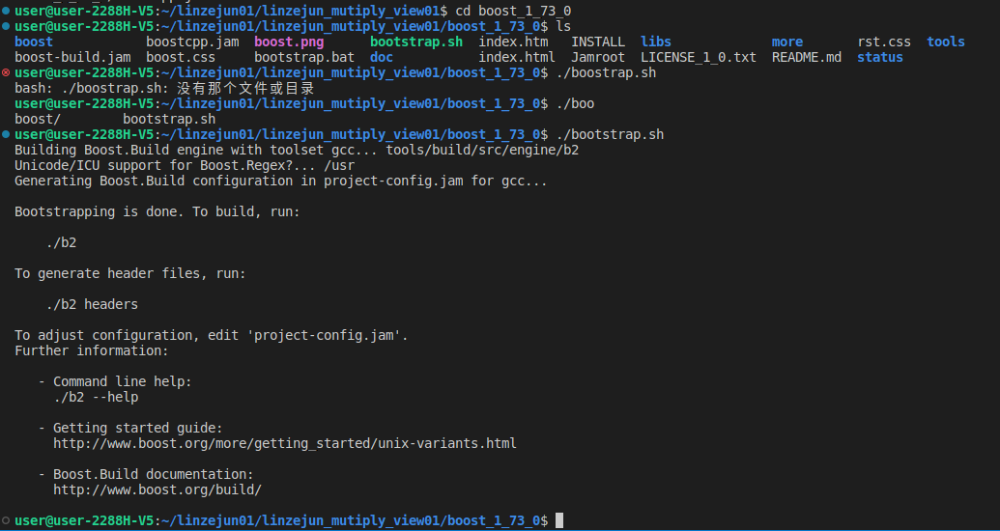 user@user-2288H-V5:~/linzejun01/linzejun_mutiply_view01$ cd boost_1_73_0
user@user-2288H-V5:~/linzejun01/linzejun_mutiply_view01/boost_1_73_0$ ls
boost boostcpp.jam boost.png bootstrap.sh index.htm INSTALL libs more rst.css tools
boost-build.jam boost.css bootstrap.bat doc index.html Jamroot LICENSE_1_0.txt README.md status
user@user-2288H-V5:~/linzejun01/linzejun_mutiply_view01/boost_1_73_0$ ./boostrap.sh
bash: ./boostrap.sh: 没有那个文件或目录
user@user-2288H-V5:~/linzejun01/linzejun_mutiply_view01/boost_1_73_0$ ./boo
boost/ bootstrap.sh
user@user-2288H-V5:~/linzejun01/linzejun_mutiply_view01/boost_1_73_0$ ./bootstrap.sh
Building Boost.Build engine with toolset gcc... tools/build/src/engine/b2
Unicode/ICU support for Boost.Regex?... /usr
Generating Boost.Build configuration in project-config.jam for gcc...
Bootstrapping is done. To build, run:
./b2
To generate header files, run:
./b2 headers
To adjust configuration, edit 'project-config.jam'.
Further information:
- Command line help:
./b2 --help
- Getting started guide:
http://www.boost.org/more/getting_started/unix-variants.html
- Boost.Build documentation:
http://www.boost.org/build/
user@user-2288H-V5:~/linzejun01/linzejun_mutiply_view01/boost_1_73_0$